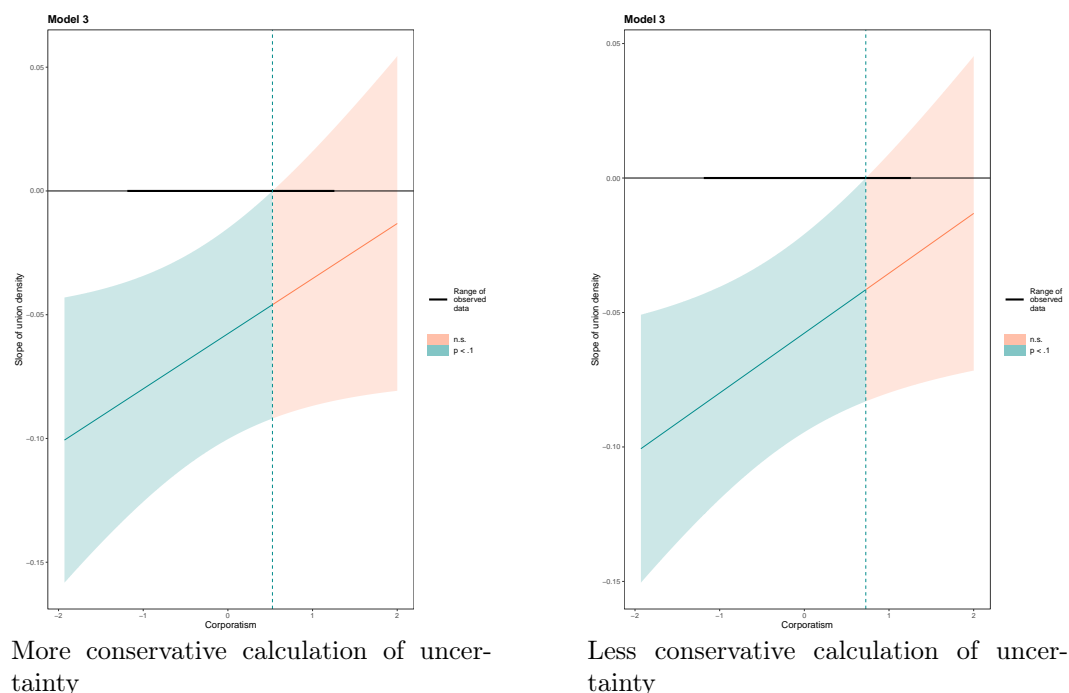 Model 3
0.05
0.00
−0.05
−0.10
−0.15
Slope of union density
−2
−1
0
1
2
Corporatism
Range of
observed
data
n.s.
p < .1
More conservative calculation of uncer-
tainty
Model 3
0.05
0.00
−0.05
−0.10
−0.15
Slope of union density
−2
−1
0
1
2
Corporatism
Range of
observed
data
n.s.
p < .1
Less conservative calculation of uncer-
tainty